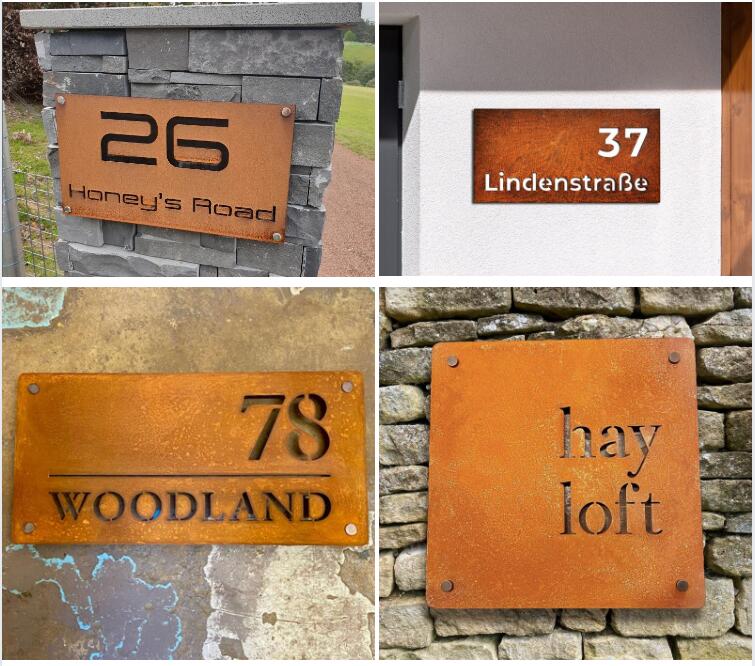 26
Honey's Road
37
Lindenstraße
78
WOODLAND
hay
loft